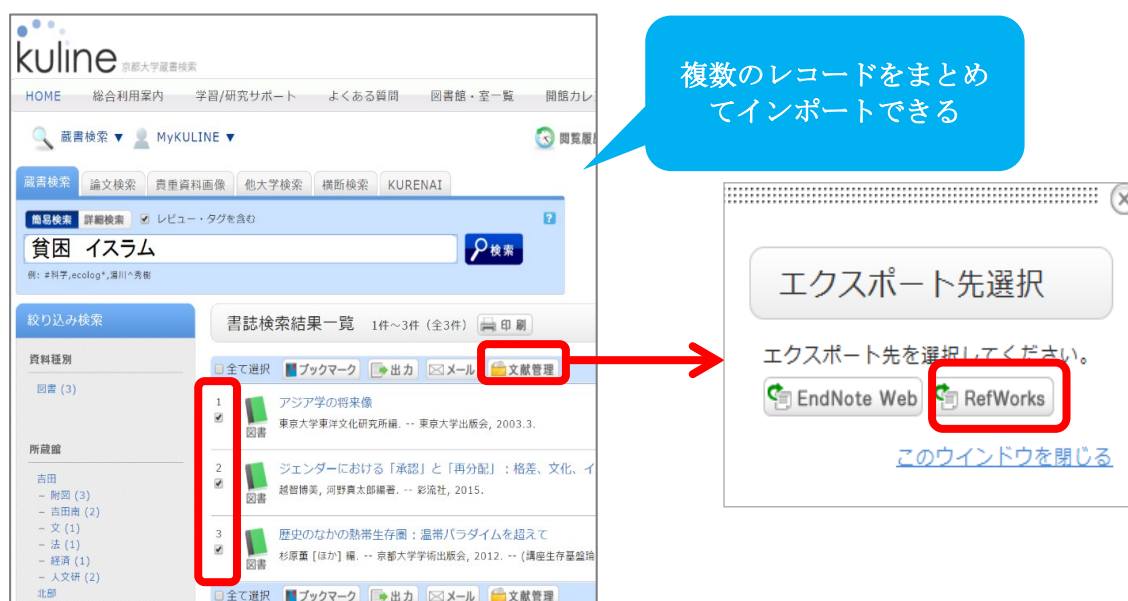 kuline 京都大学蔵書検索
HOME 総合利用案内 学習/研究サポート よくある質問 図書館・室一覧 開館カレ
蔵書検索 ▼ MyKULINE ▼ 閲覧履
蔵書検索 論文検索 貴重資料画像 他大学検索 横断検索 KURENAI
簡易検索 詳細検索 レビュー・タグを含む ?
貧困 イスラム 検索
例: #科学,ecolog*,湯川^秀樹
絞り込み検索
資料種別
図書 (3)
所蔵館
吉田
− 附図 (3)
− 吉田南 (2)
− 文 (1)
− 法 (1)
− 経済 (1)
− 人文研 (2)
北部
書誌検索結果一覧 1件～3件 (全3件) 印刷
全て選択 ブックマーク 出力 メール 文献管理
1 アジア学の将来像
図書 東京大学東洋文化研究所編. -- 東京大学出版会, 2003.3.
2 ジェンダーにおける「承認」と「再分配」 : 格差、文化、イ
図書 越智博美, 河野真太郎編著. -- 彩流社, 2015.
3 歴史のなかの熱帯生存圏 : 温帯パラダイムを超えて
図書 杉原薫 [ほか] 編. -- 京都大学学術出版会, 2012. -- (講座生存基盤論
全て選択 ブックマーク 出力 メール 文献管理
複数のレコードをまとめ
てインポートできる
エクスポート先選択
エクスポート先を選択してください。
EndNote Web RefWorks
このウインドウを閉じる